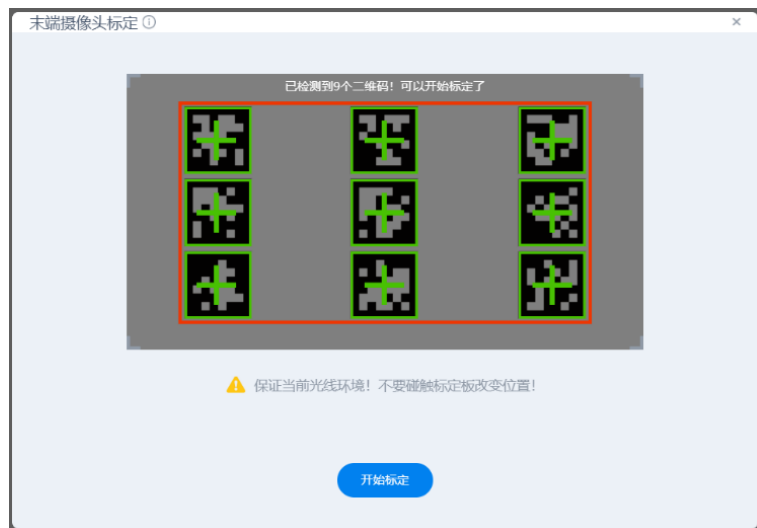 末端摄像头标定
已检测到9个二维码！可以开始标定了
保证当前光线环境！不要碰触标定板改变位置！
开始标定